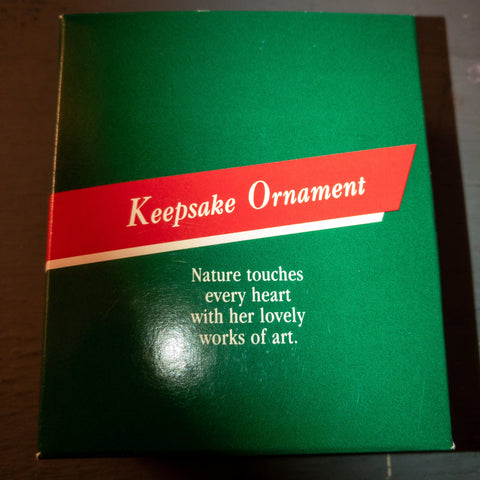 Keepsake Ornament
Nature touches
every heart
with her lovely
works of art.